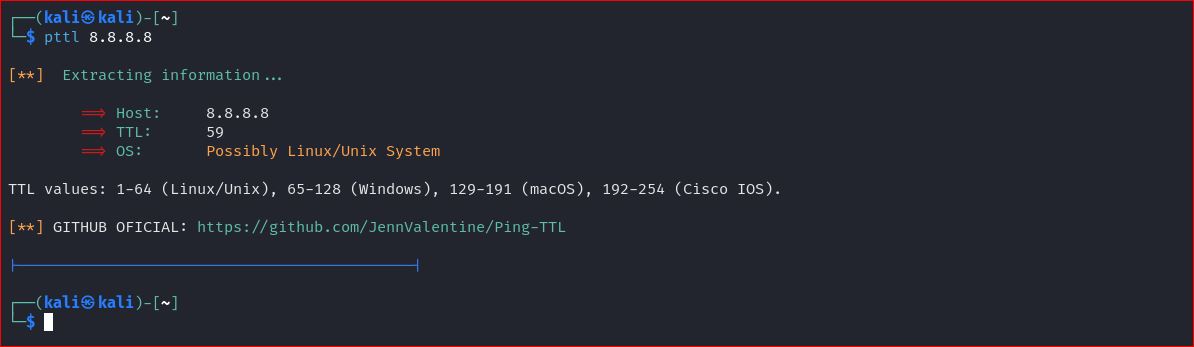 ┌──(kali㉿kali)-[~]
└─$ pttl 8.8.8.8
[**]  Extracting information...
==> Host:     8.8.8.8
==> TTL:      59
==> OS:       Possibly Linux/Unix System
TTL values: 1-64 (Linux/Unix), 65-128 (Windows), 129-191 (macOS), 192-254 (Cisco IOS).
[**] GITHUB OFICIAL: https://github.com/JennValentine/Ping-TTL
┌──(kali㉿kali)-[~]
└─$